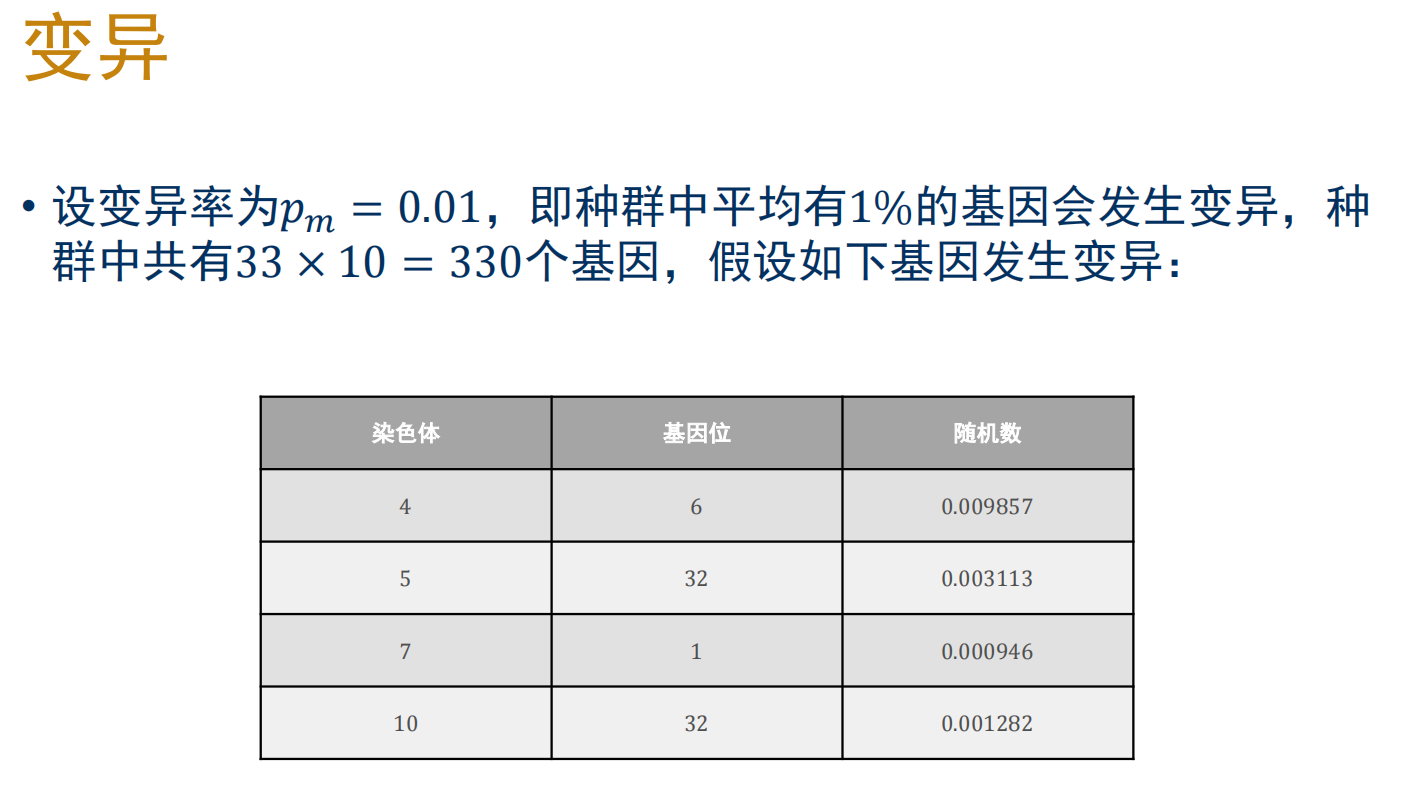 变异
• 设变异率为p_m = 0.01，即种群中平均有1%的基因会发生变异，种
群中共有33 × 10 = 330个基因，假设如下基因发生变异：
染色体 基因位 随机数
4 6 0.009857
5 32 0.003113
7 1 0.000946
10 32 0.001282